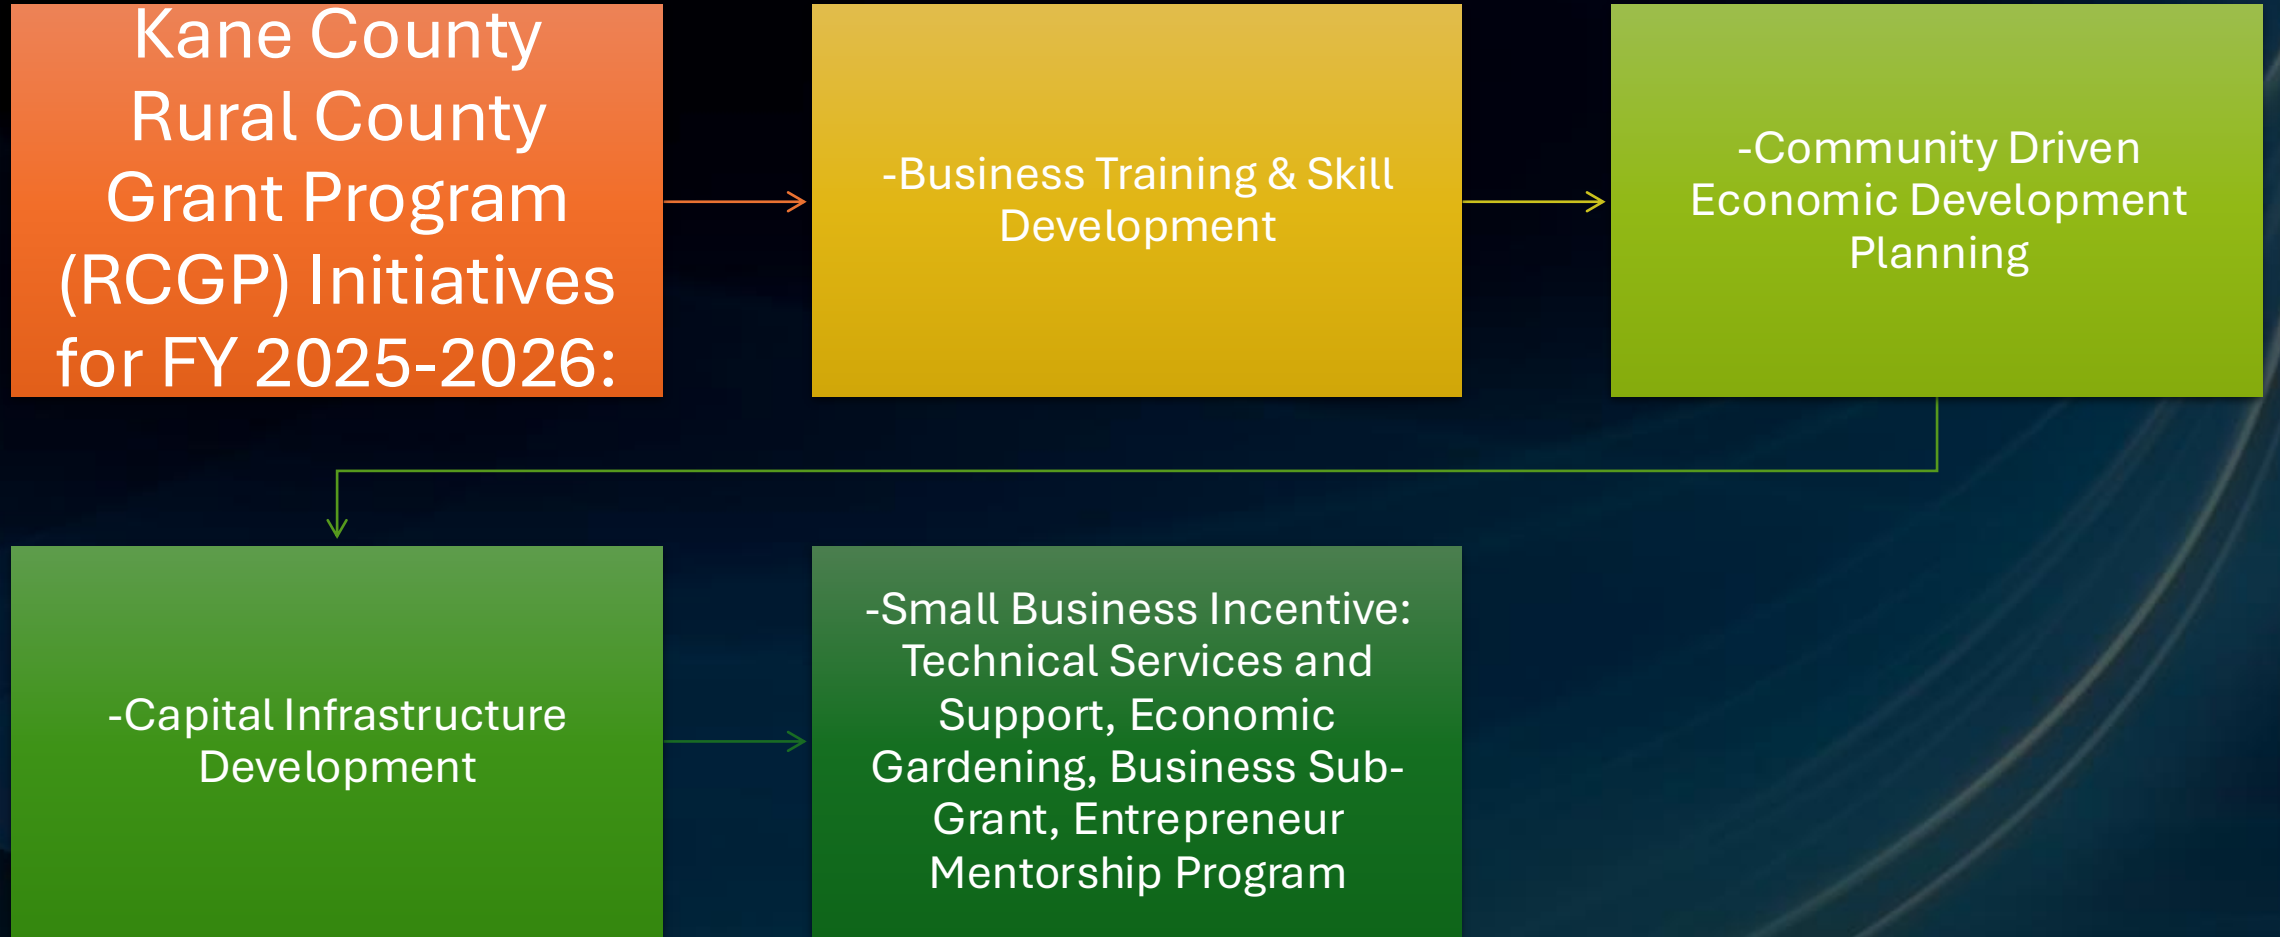 Kane County
Rural County
Grant Program
(RCGP) Initiatives
for FY 2025-2026:
-Business Training & Skill
Development
-Community Driven
Economic Development
Planning
-Capital Infrastructure
Development
-Small Business Incentive:
Technical Services and
Support, Economic
Gardening, Business Sub-
Grant, Entrepreneur
Mentorship Program